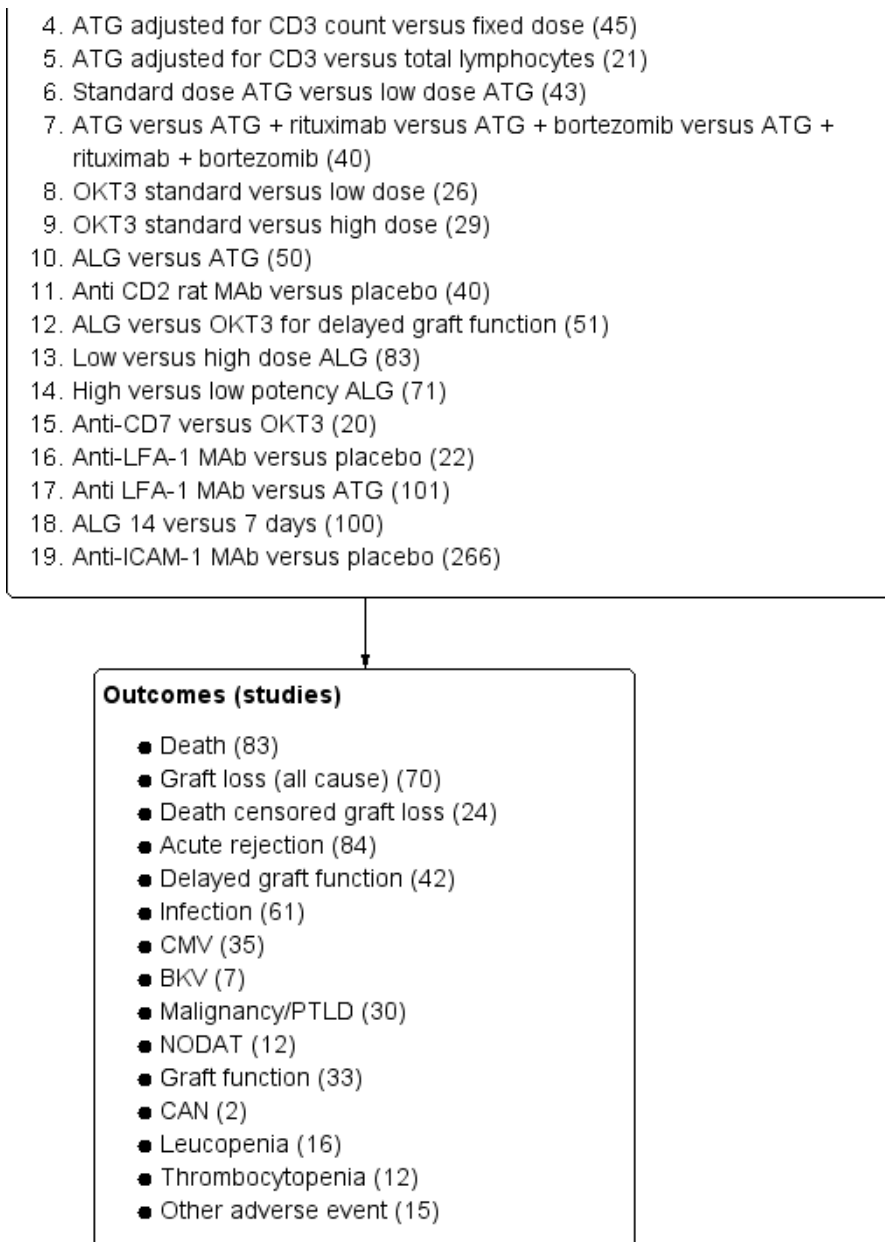 4. ATG adjusted for CD3 count versus fixed dose (45)
5. ATG adjusted for CD3 versus total lymphocytes (21)
6. Standard dose ATG versus low dose ATG (43)
7. ATG versus ATG + rituximab versus ATG + bortezomib versus ATG +
rituximab + bortezomib (40)
8. OKT3 standard versus low dose (26)
9. OKT3 standard versus high dose (29)
10. ALG versus ATG (50)
11. Anti CD2 rat MAb versus placebo (40)
12. ALG versus OKT3 for delayed graft function (51)
13. Low versus high dose ALG (83)
14. High versus low potency ALG (71)
15. Anti-CD7 versus OKT3 (20)
16. Anti-LFA-1 MAb versus placebo (22)
17. Anti LFA-1 MAb versus ATG (101)
18. ALG 14 versus 7 days (100)
19. Anti-ICAM-1 MAb versus placebo (266)
Outcomes (studies)
● Death (83)
● Graft loss (all cause) (70)
● Death censored graft loss (24)
● Acute rejection (84)
● Delayed graft function (42)
● Infection (61)
● CMV (35)
● BKV (7)
● Malignancy/PTLD (30)
● NODAT (12)
● Graft function (33)
● CAN (2)
● Leucopenia (16)
● Thrombocytopenia (12)
● Other adverse event (15)